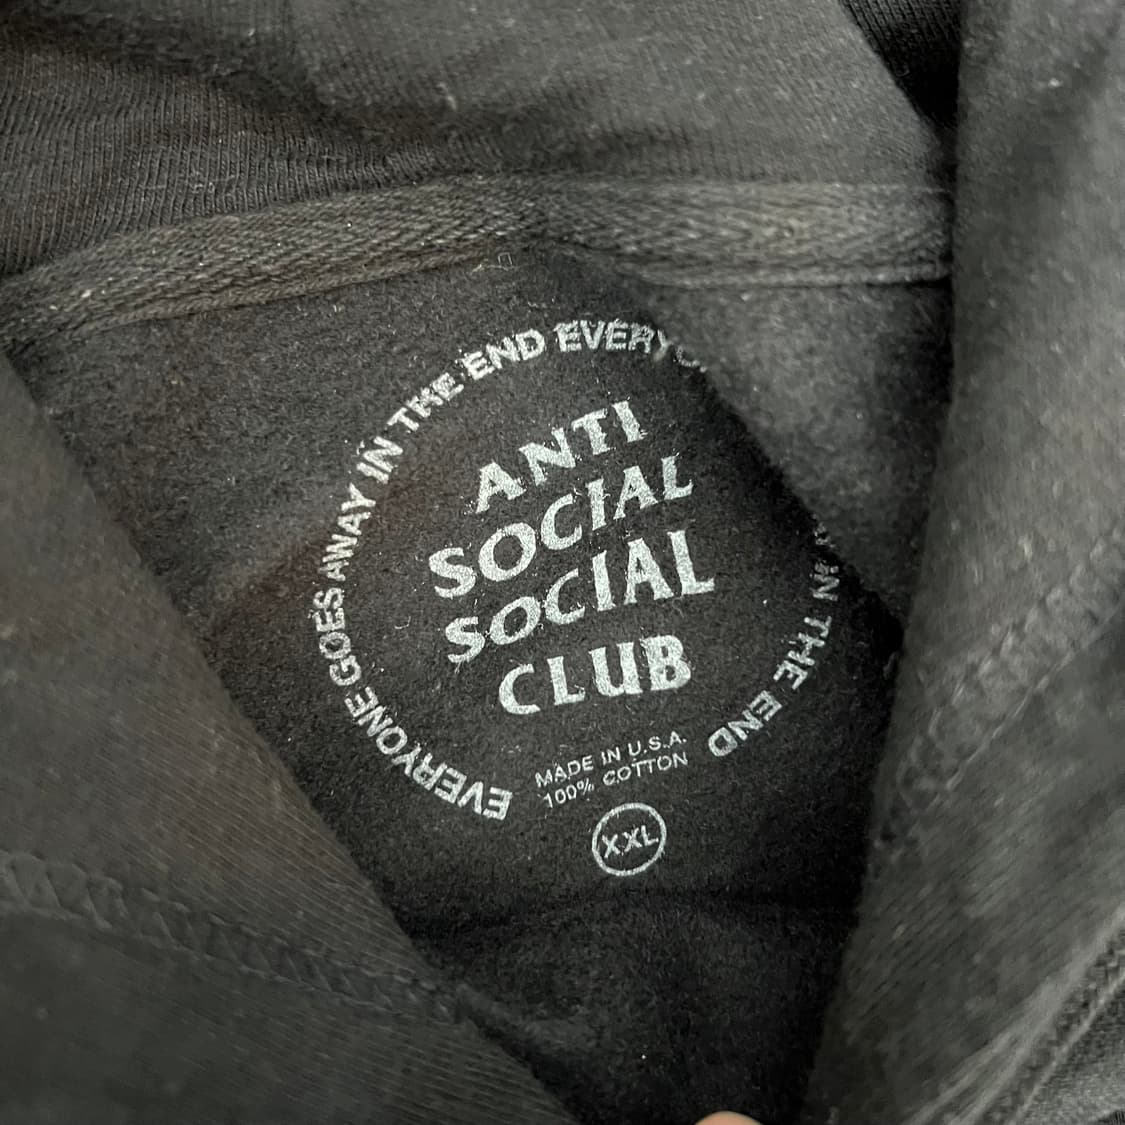 EVERYONE GOES AWAY IN THE END EVERYO
IN THE END
ANTI
SOCIAL
SOCIAL
CLUB
MADE IN U.S.A.
100% COTTON
XXL